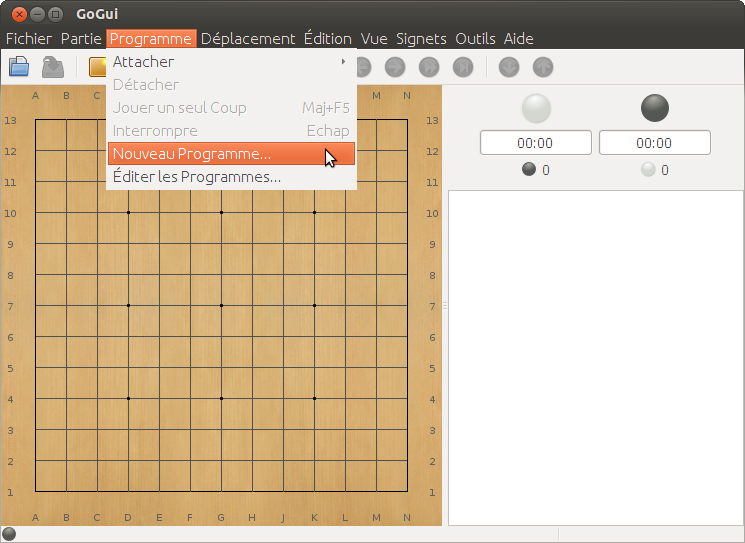 GoGui
Fichier Partie Programme Déplacement Édition Vue Signets Outils Aide
Attacher
Détacher
Jouer un seul Coup Maj+F5
Interrompre Echap
Nouveau Programme...
Éditer les Programmes...
A B C M N
13 13
12 12
11 11
10 10
9 9
8 8
7 7
6 6
5 5
4 4
3 3
2 2
1 1
A B C D E F G H J K L M N
00:00 00:00
0 0